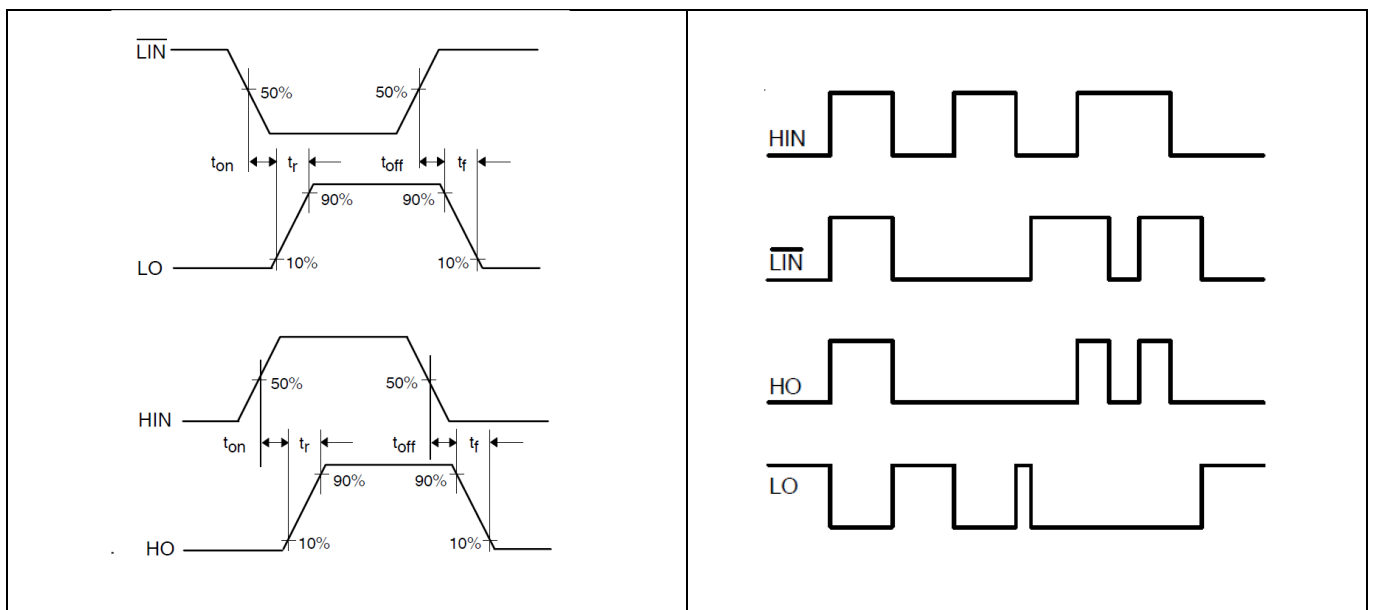 LIN
50% 50%
ton tr toff tf
90% 90%
LO 10% 10%
50% 50%
HIN
ton tr toff tf
90% 90%
HO 10% 10%
HIN
LIN
HO
LO